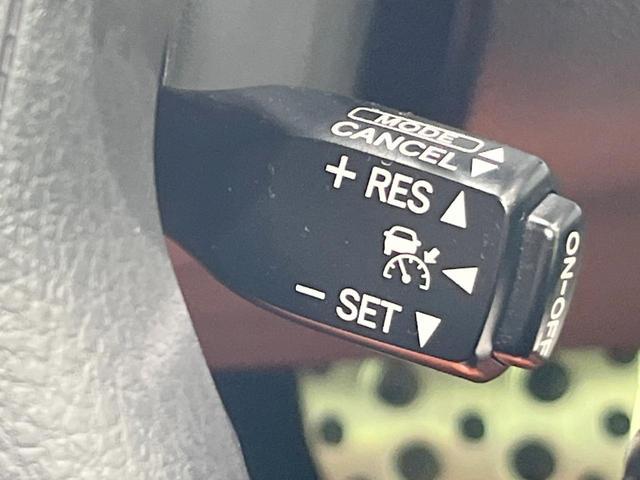 MODE
CANCEL
+ RES
- SET
ON-OFF